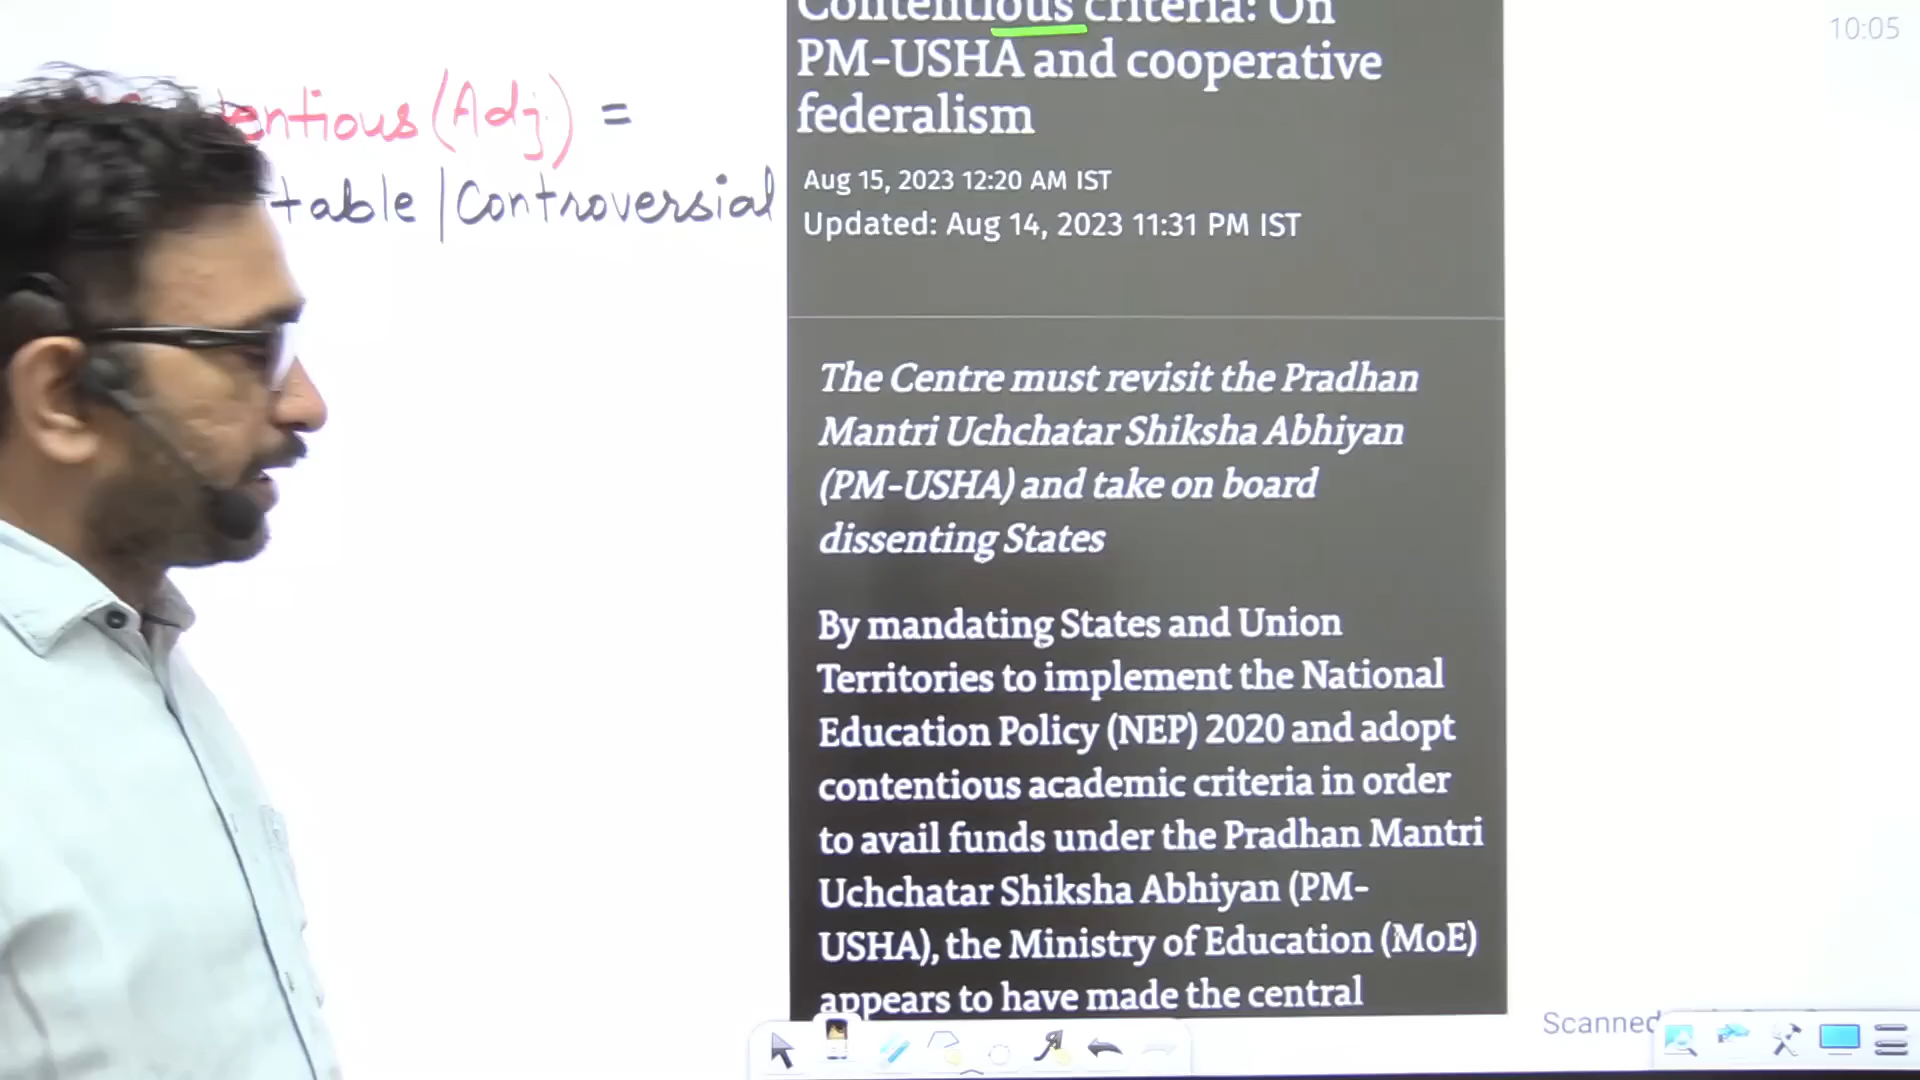 10:05
Contentious criteria: On
PM-USHA and cooperative
federalism
entious (Adj) =
table | Controversial
Aug 15, 2023 12:20 AM IST
Updated: Aug 14, 2023 11:31 PM IST
The Centre must revisit the Pradhan
Mantri Uchchatar Shiksha Abhiyan
(PM-USHA) and take on board
dissenting States
By mandating States and Union
Territories to implement the National
Education Policy (NEP) 2020 and adopt
contentious academic criteria in order
to avail funds under the Pradhan Mantri
Uchchatar Shiksha Abhiyan (PM-
USHA), the Ministry of Education (MoE)
appears to have made the central
Scanned